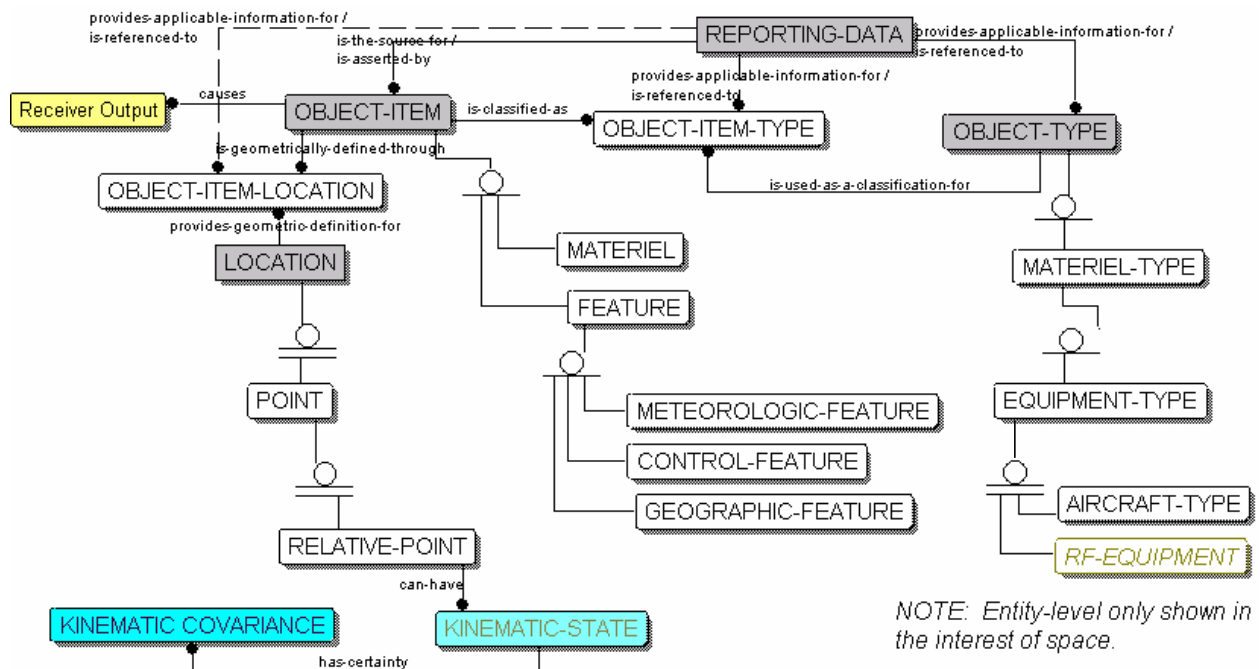 provides-applicable-information-for /
is-referenced-to
is-the-source-for /
is-asserted-by
REPORTING-DATA
provides-applicable-information-for /
is-referenced-to
provides-applicable-information-for /
is-referenced-to
Receiver Output
causes
OBJECT-ITEM
is-classified-as
OBJECT-ITEM-TYPE
OBJECT-TYPE
is-geometrically-defined-through
OBJECT-ITEM-LOCATION
is-used-as-a-classification-for
provides-geometric-definition-for
LOCATION
MATERIEL
MATERIEL-TYPE
FEATURE
POINT
METEOROLOGIC-FEATURE
EQUIPMENT-TYPE
CONTROL-FEATURE
GEOGRAPHIC-FEATURE
AIRCRAFT-TYPE
RELATIVE-POINT
RF-EQUIPMENT
can-have
KINEMATIC COVARIANCE
KINEMATIC-STATE
NOTE: Entity-level only shown in
the interest of space.
has-certainty